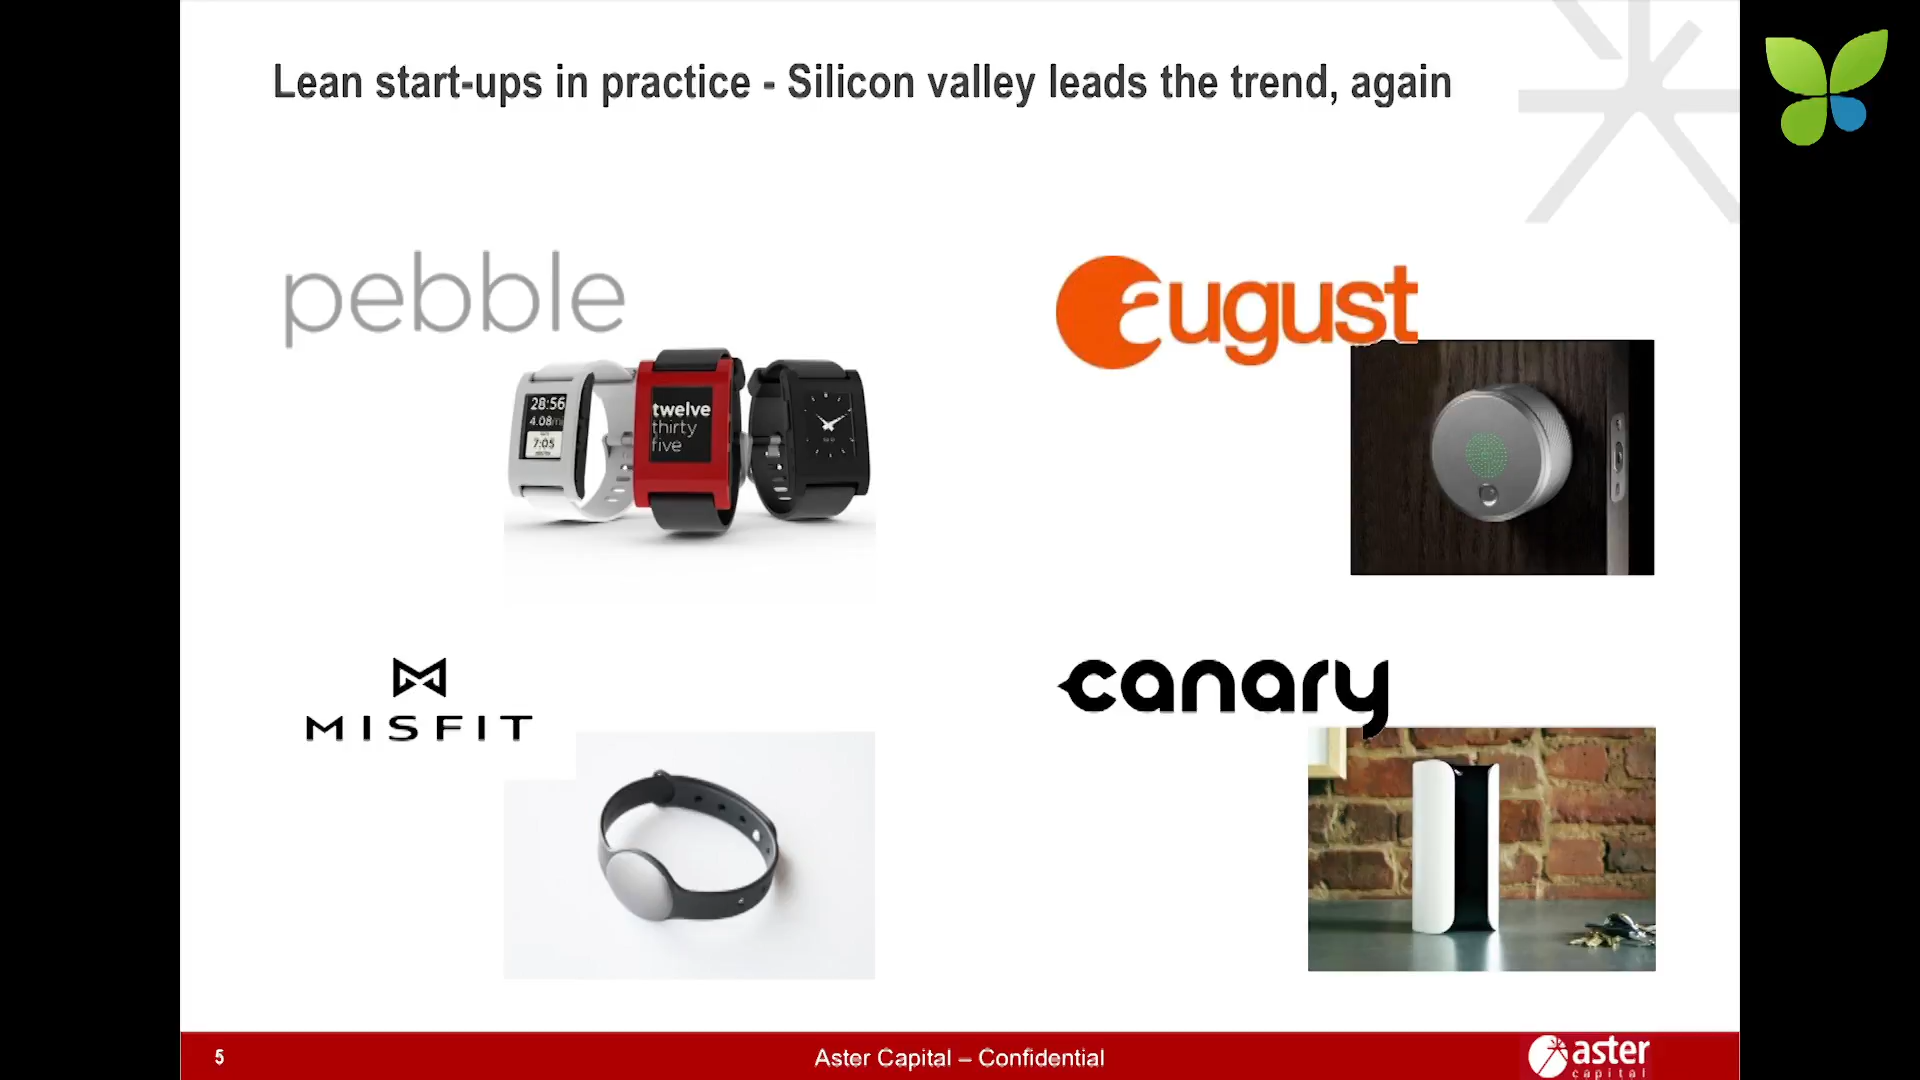 Lean start-ups in practice - Silicon valley leads the trend, again
pebble
august
28:56
4.08
7:05
twelve
thirty
five
MISFIT
canary
5
Aster Capital – Confidential
aster
capital